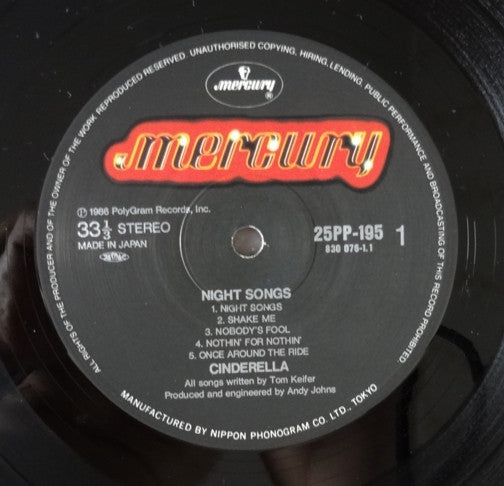 ALL RIGHTS OF THE PRODUCER AND OF THE OWNER OF THE WORK REPRODUCED RESERVED UNAUTHORISED COPYING, HIRING, LENDING, PUBLIC PERFORMANCE AND BROADCASTING OF THIS RECORD PROHIBITED.
mercury
®
mercury
Ⓟ 1986 PolyGram Records, Inc.
33⅓ STEREO
MADE IN JAPAN
25PP-195 1
830 076-1.1
NIGHT SONGS
1. NIGHT SONGS
2. SHAKE ME
3. NOBODY'S FOOL
4. NOTHIN' FOR NOTHIN'
5. ONCE AROUND THE RIDE
CINDERELLA
All songs written by Tom Keifer
Produced and engineered by Andy Johns
MANUFACTURED BY NIPPON PHONOGRAM CO. LTD., TOKYO